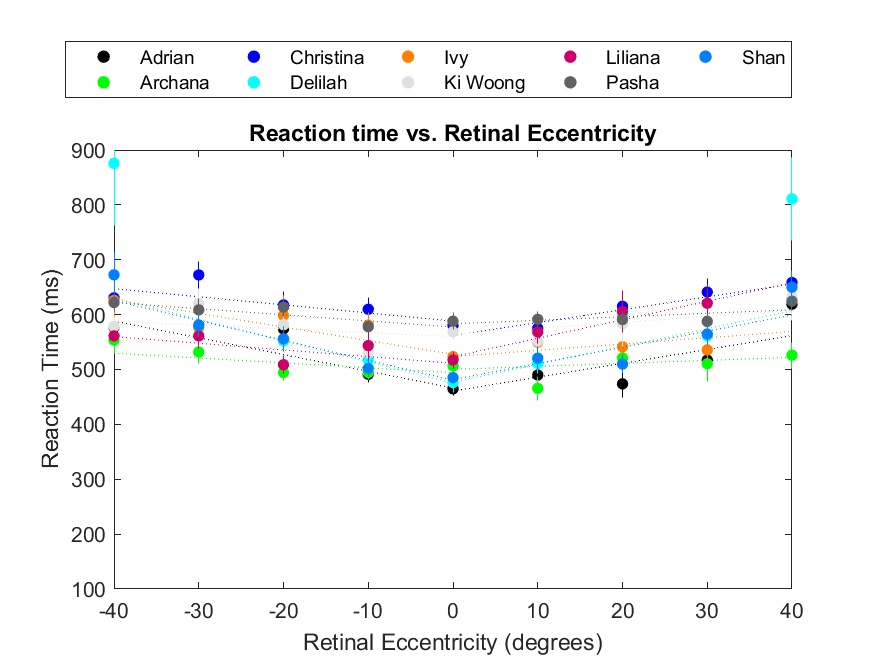 Adrian Christina Ivy Liliana Shan
Archana Delilah Ki Woong Pasha
Reaction time vs. Retinal Eccentricity
900
800
700
600
500
400
300
200
100
Reaction Time (ms)
-40 -30 -20 -10 0 10 20 30 40
Retinal Eccentricity (degrees)